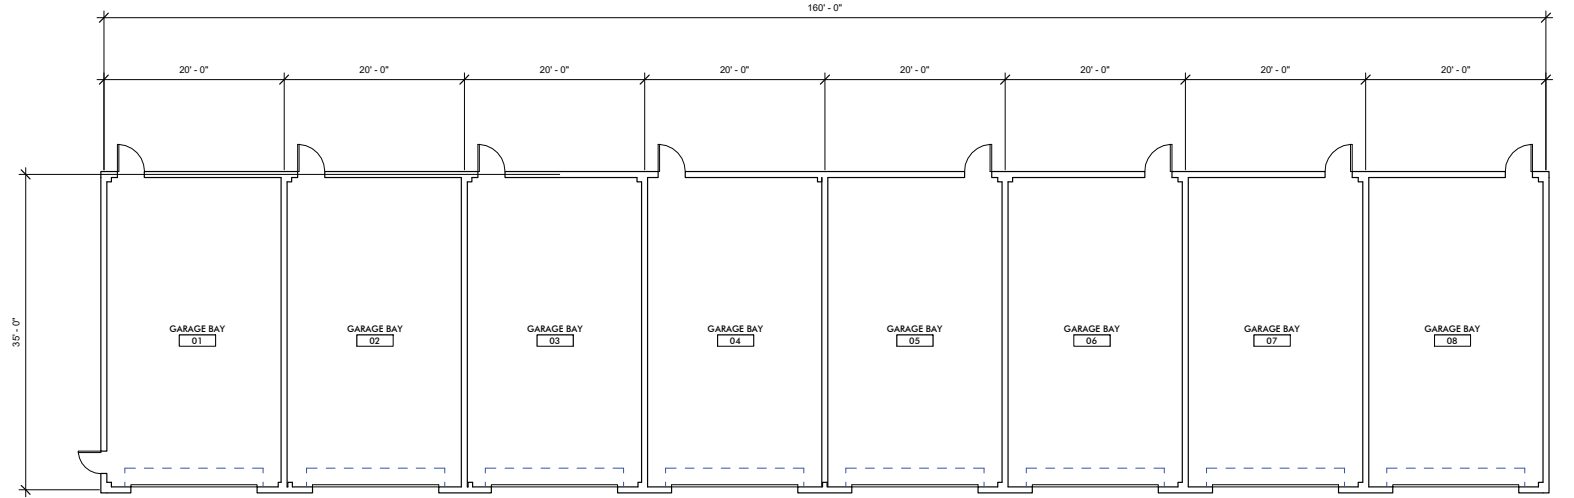 160' - 0"
20' - 0" 20' - 0" 20' - 0" 20' - 0" 20' - 0" 20' - 0" 20' - 0" 20' - 0"
35' - 0"
GARAGE BAY
01
GARAGE BAY
02
GARAGE BAY
03
GARAGE BAY
04
GARAGE BAY
05
GARAGE BAY
06
GARAGE BAY
07
GARAGE BAY
08